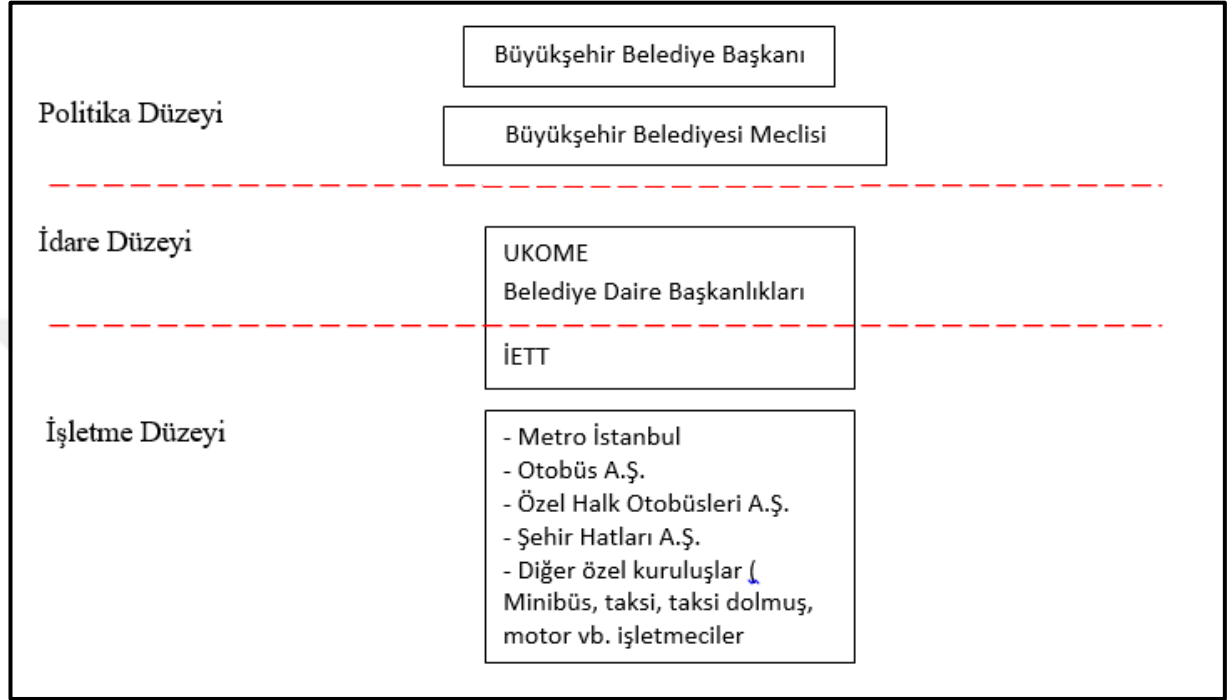 Büyükşehir Belediye Başkanı
Politika Düzeyi
Büyükşehir Belediyesi Meclisi
İdare Düzeyi
UKOME
Belediye Daire Başkanlıkları
İETT
İşletme Düzeyi
- Metro İstanbul
- Otobüs A.Ş.
- Özel Halk Otobüsleri A.Ş.
- Şehir Hatları A.Ş.
- Diğer özel kuruluşlar (
Minibüs, taksi, taksi dolmuş,
motor vb. işletmeciler